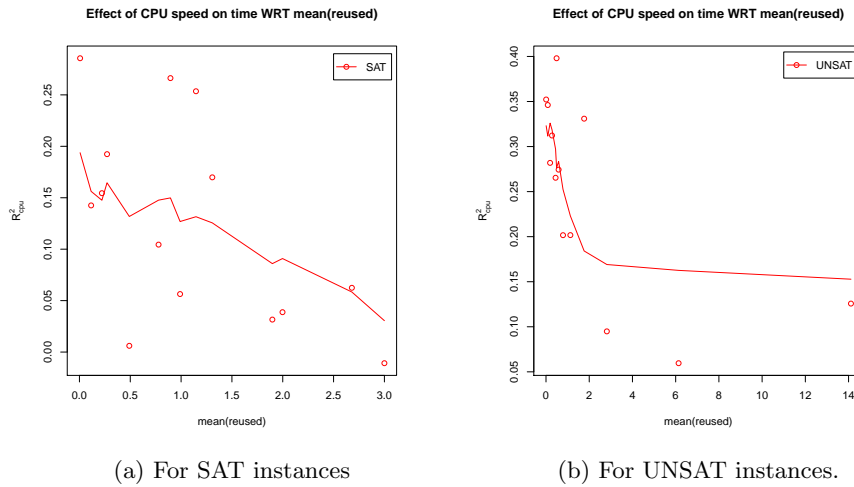 Effect of CPU speed on time WRT mean(reused)
SAT
0.25
0.20
0.15
0.10
0.05
0.00
R²cpu
0.0 0.5 1.0 1.5 2.0 2.5 3.0
mean(reused)
(a) For SAT instances
Effect of CPU speed on time WRT mean(reused)
UNSAT
0.40
0.35
0.30
0.25
0.20
0.15
0.10
0.05
R²cpu
0 2 4 6 8 10 12 14
mean(reused)
(b) For UNSAT instances.